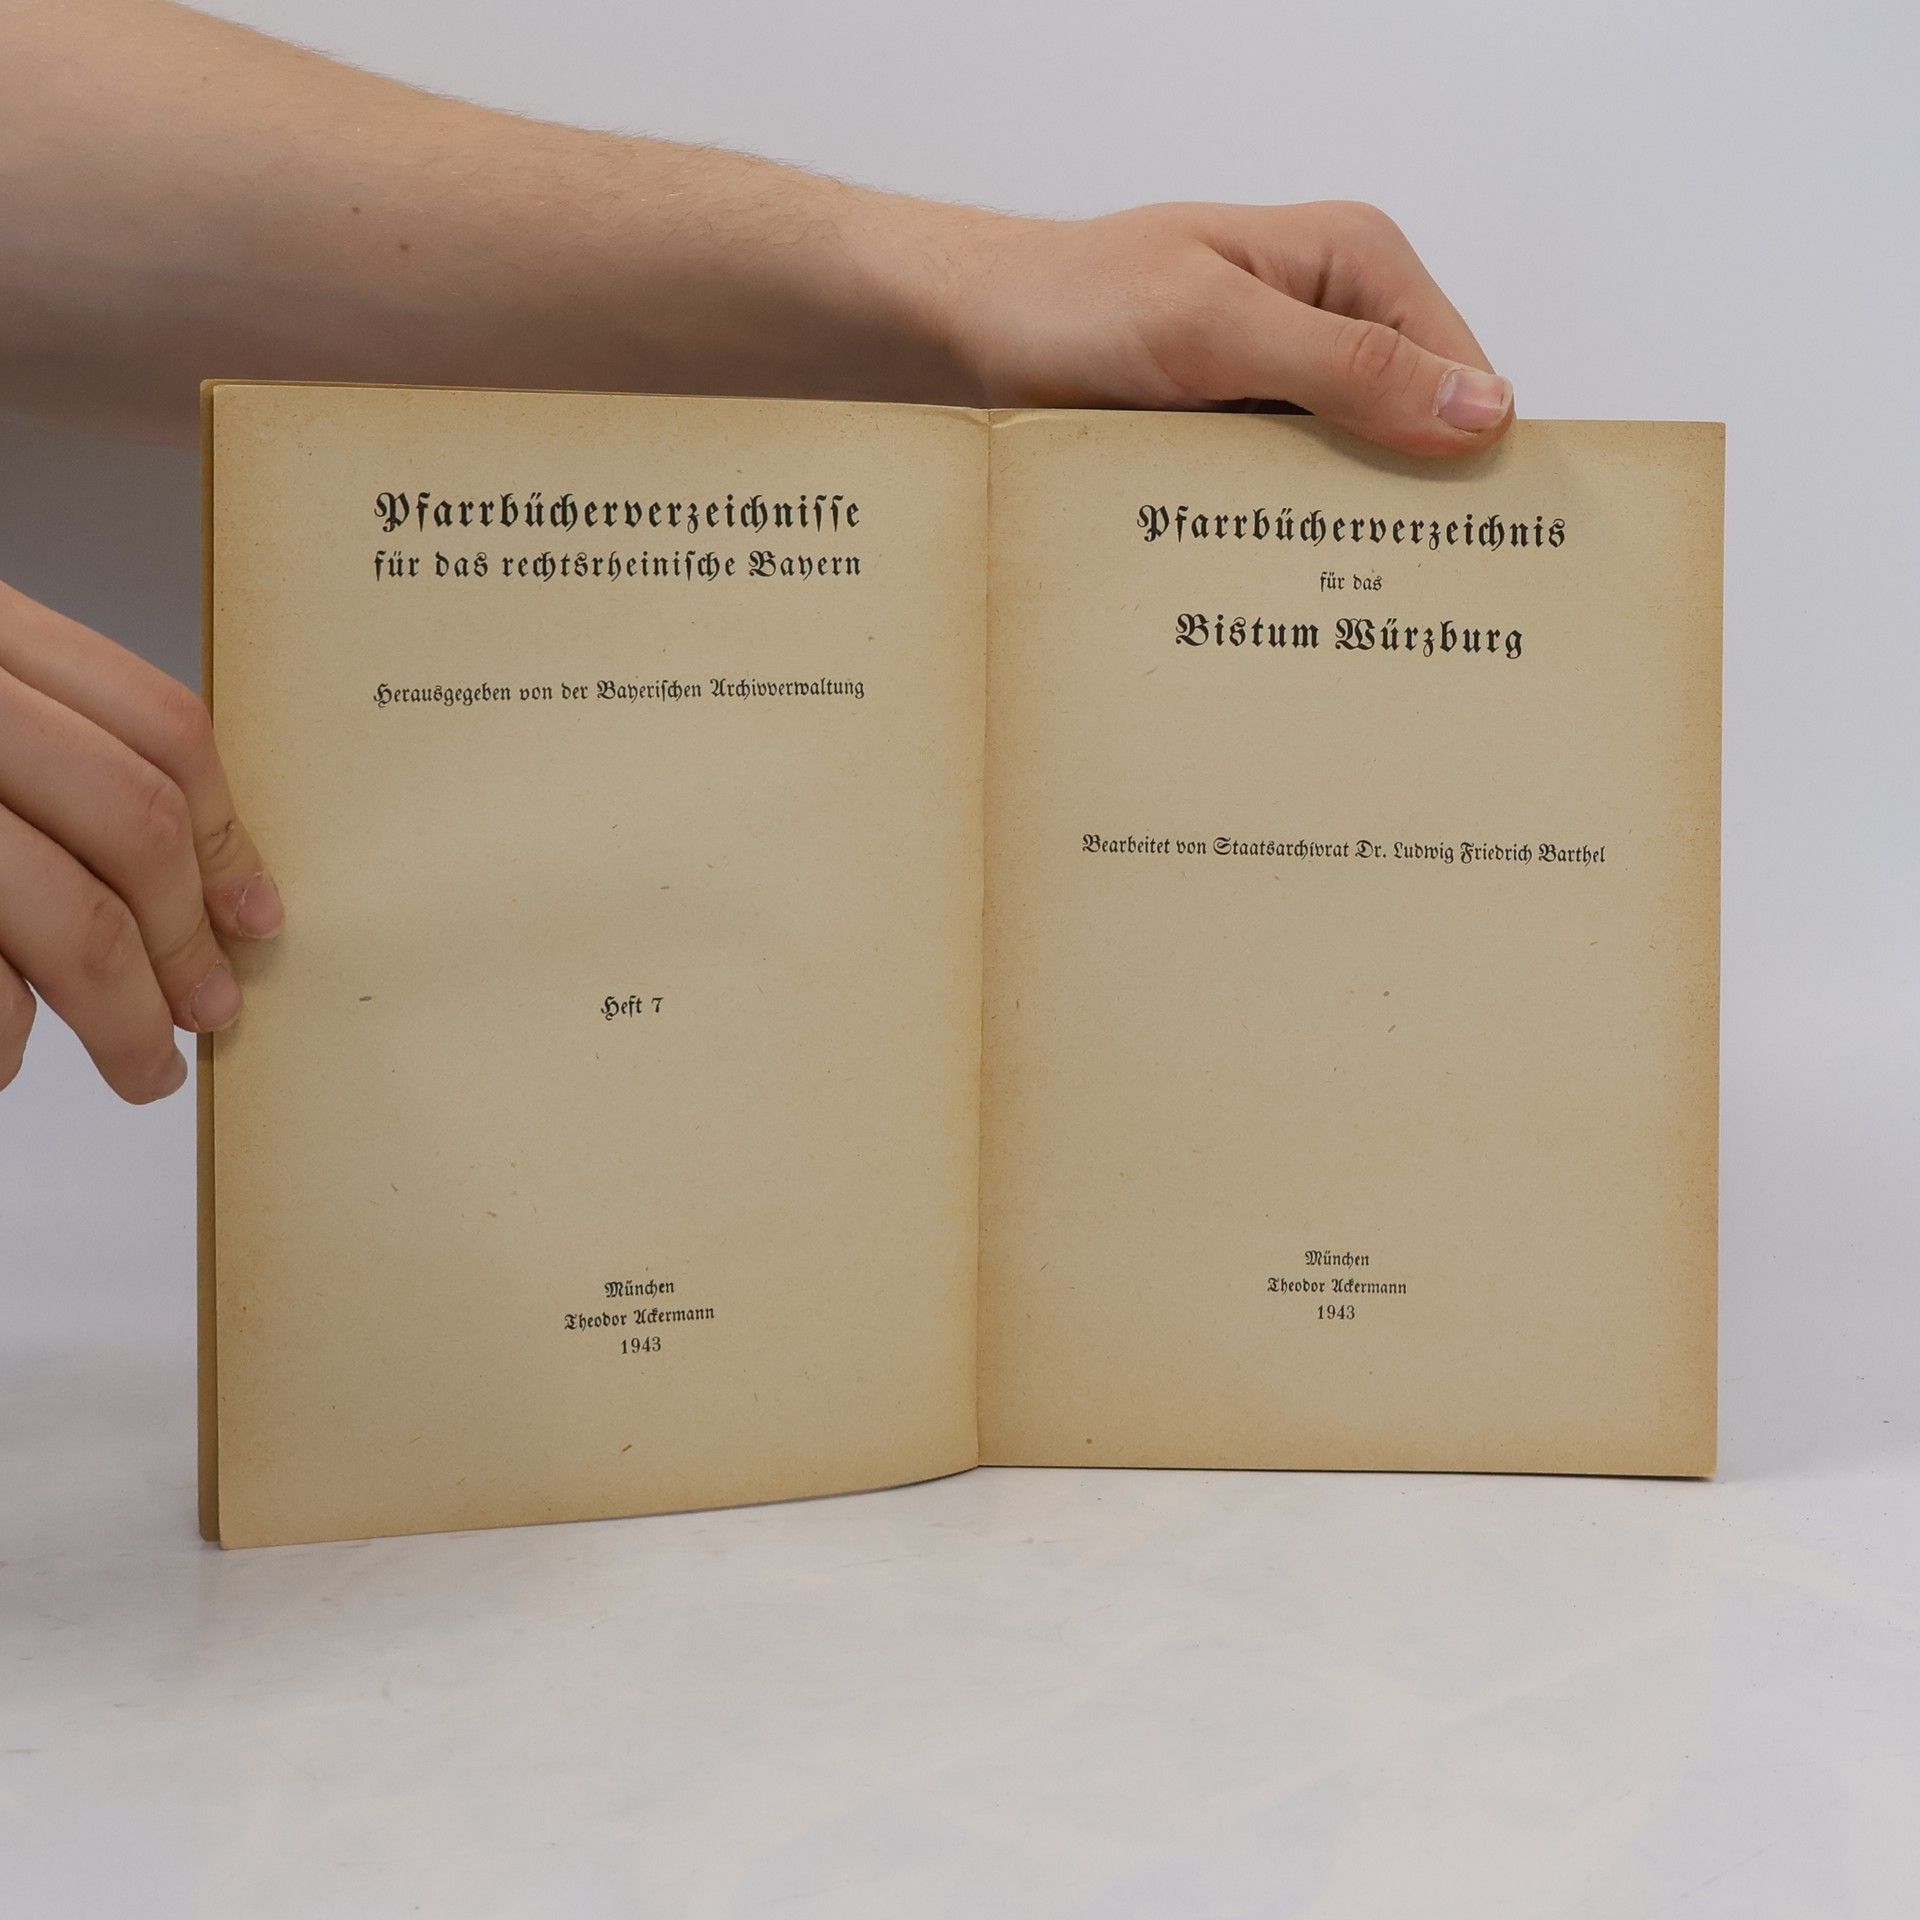 Pfarrbücherverzeichniſſe
für das rechtsrheiniſche Bayern
Herausgegeben von der Bayeriſchen Archivverwaltung
Heft 7
München
Theodor Ackermann
1943
Pfarrbücherverzeichnis
für das
Bistum Würzburg
Bearbeitet von Staatsarchivrat Dr. Ludwig Friedrich Barthel
München
Theodor Ackermann
1943